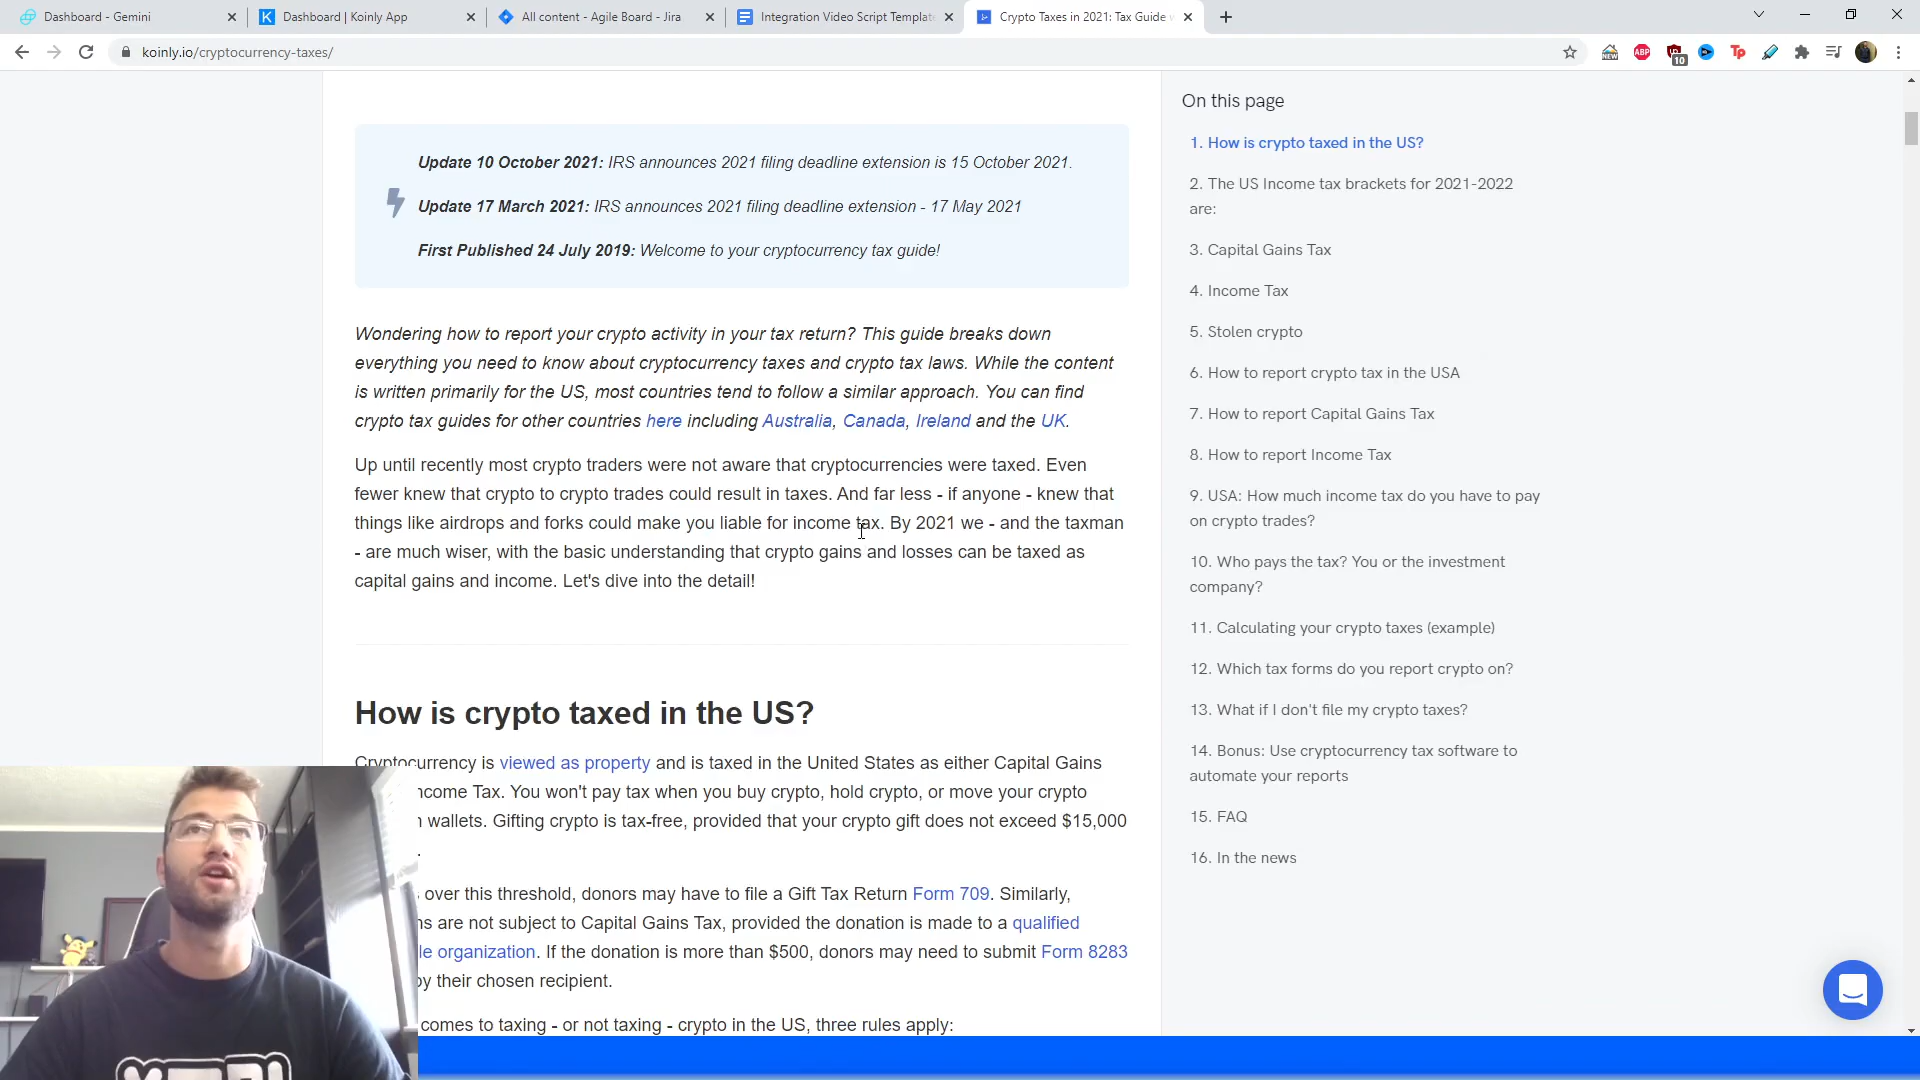 Dashboard - Gemini
Dashboard | Koinly App
All content - Agile Board - Jira
Integration Video Script Template
Crypto Taxes in 2021: Tax Guide
koinly.io/cryptocurrency-taxes/
NEW
ABP
10
Tp
Update 10 October 2021: IRS announces 2021 filing deadline extension is 15 October 2021.
Update 17 March 2021: IRS announces 2021 filing deadline extension - 17 May 2021
First Published 24 July 2019: Welcome to your cryptocurrency tax guide!
Wondering how to report your crypto activity in your tax return? This guide breaks down
everything you need to know about cryptocurrency taxes and crypto tax laws. While the content
is written primarily for the US, most countries tend to follow a similar approach. You can find
crypto tax guides for other countries here including Australia, Canada, Ireland and the UK.
Up until recently most crypto traders were not aware that cryptocurrencies were taxed. Even
fewer knew that crypto to crypto trades could result in taxes. And far less - if anyone - knew that
things like airdrops and forks could make you liable for income tax. By 2021 we - and the taxman
- are much wiser, with the basic understanding that crypto gains and losses can be taxed as
capital gains and income. Let's dive into the detail!
How is crypto taxed in the US?
Cryptocurrency is viewed as property and is taxed in the United States as either Capital Gains
ncome Tax. You won't pay tax when you buy crypto, hold crypto, or move your crypto
wallets. Gifting crypto is tax-free, provided that your crypto gift does not exceed $15,000
.
over this threshold, donors may have to file a Gift Tax Return Form 709. Similarly,
ns are not subject to Capital Gains Tax, provided the donation is made to a qualified
le organization. If the donation is more than $500, donors may need to submit Form 8283
by their chosen recipient.
comes to taxing - or not taxing - crypto in the US, three rules apply:
On this page
1. How is crypto taxed in the US?
2. The US Income tax brackets for 2021-2022
are:
3. Capital Gains Tax
4. Income Tax
5. Stolen crypto
6. How to report crypto tax in the USA
7. How to report Capital Gains Tax
8. How to report Income Tax
9. USA: How much income tax do you have to pay
on crypto trades?
10. Who pays the tax? You or the investment
company?
11. Calculating your crypto taxes (example)
12. Which tax forms do you report crypto on?
13. What if I don't file my crypto taxes?
14. Bonus: Use cryptocurrency tax software to
automate your reports
15. FAQ
16. In the news